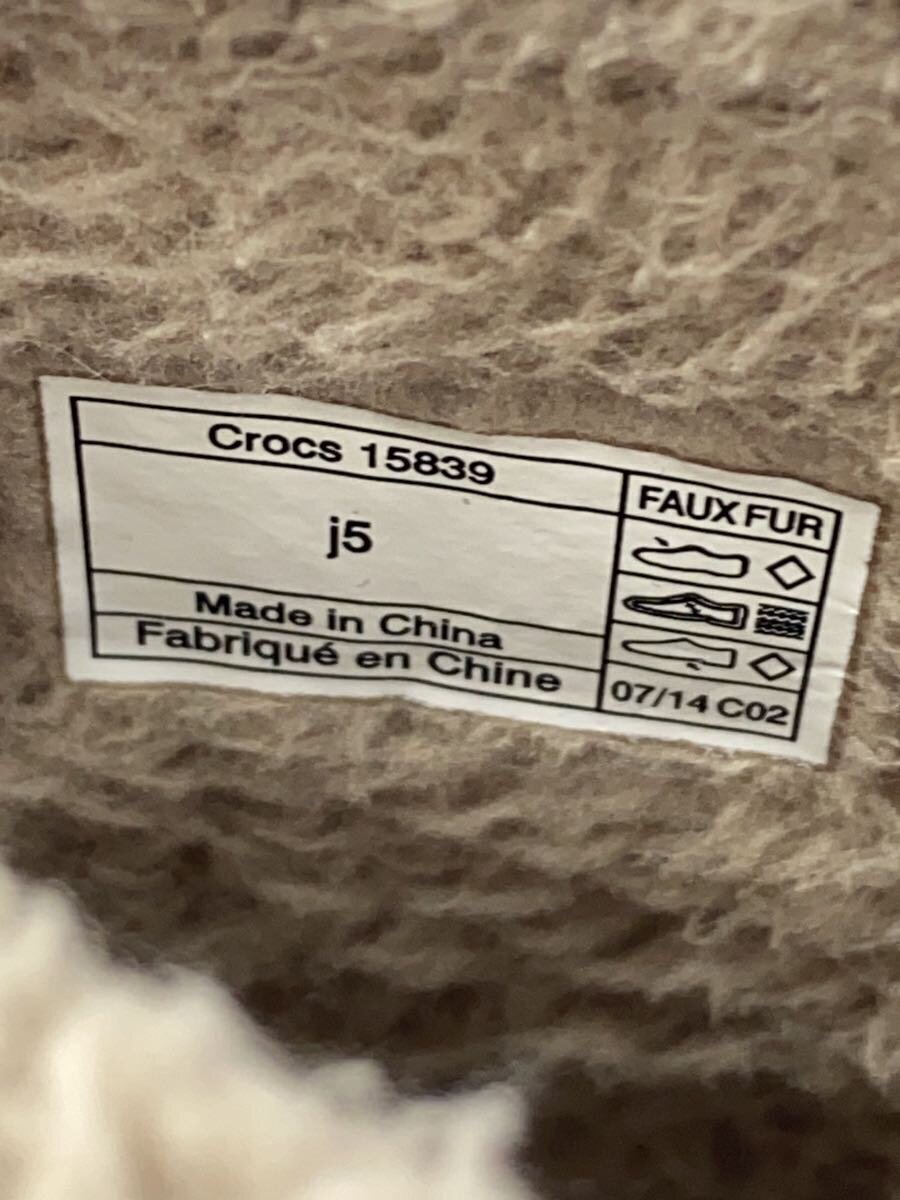 Crocs 15839
j5
Made in China
Fabriqué en Chine
FAUX FUR
07/14 C02